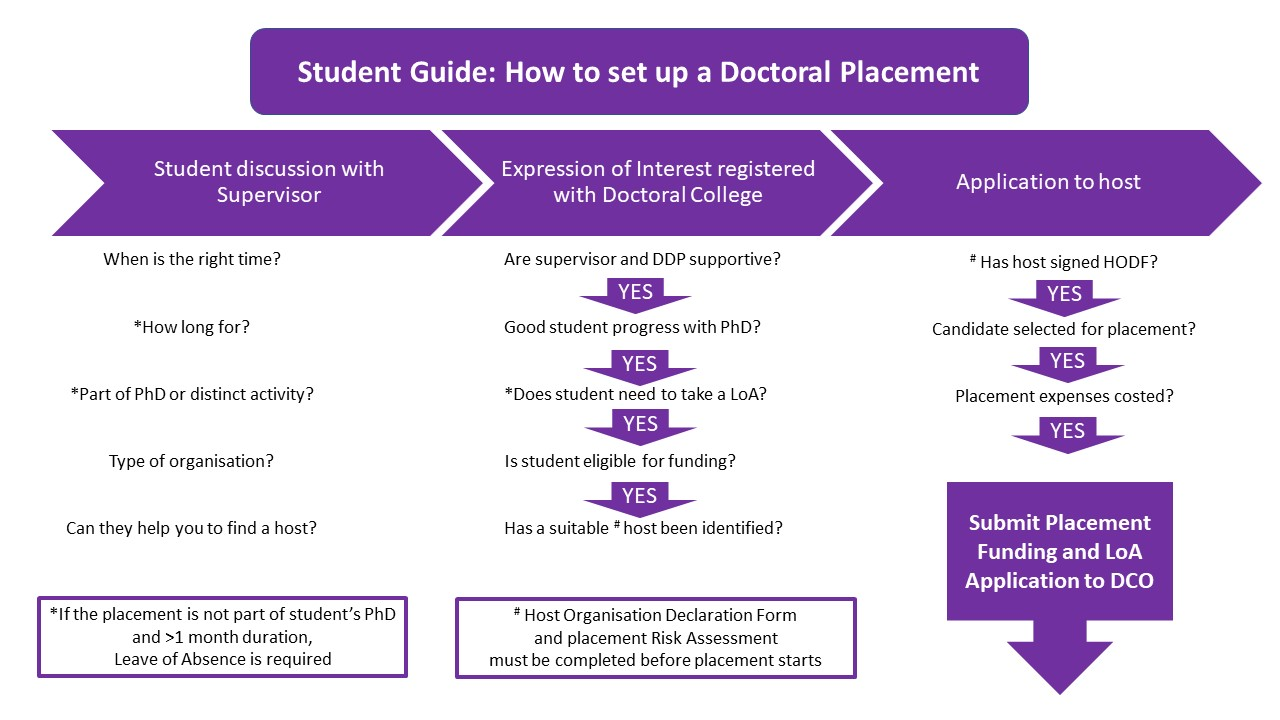 Student Guide: How to set up a Doctoral Placement
Student discussion with
Supervisor
When is the right time?
*How long for?
*Part of PhD or distinct activity?
Type of organisation?
Can they help you to find a host?
*If the placement is not part of student’s PhD
and >1 month duration,
Leave of Absence is required
Expression of Interest registered
with Doctoral College
Are supervisor and DDP supportive?
YES
Good student progress with PhD?
YES
*Does student need to take a LoA?
YES
Is student eligible for funding?
YES
Has a suitable # host been identified?
# Host Organisation Declaration Form
and placement Risk Assessment
must be completed before placement starts
Application to host
# Has host signed HODF?
YES
Candidate selected for placement?
YES
Placement expenses costed?
YES
Submit Placement
Funding and LoA
Application to DCO